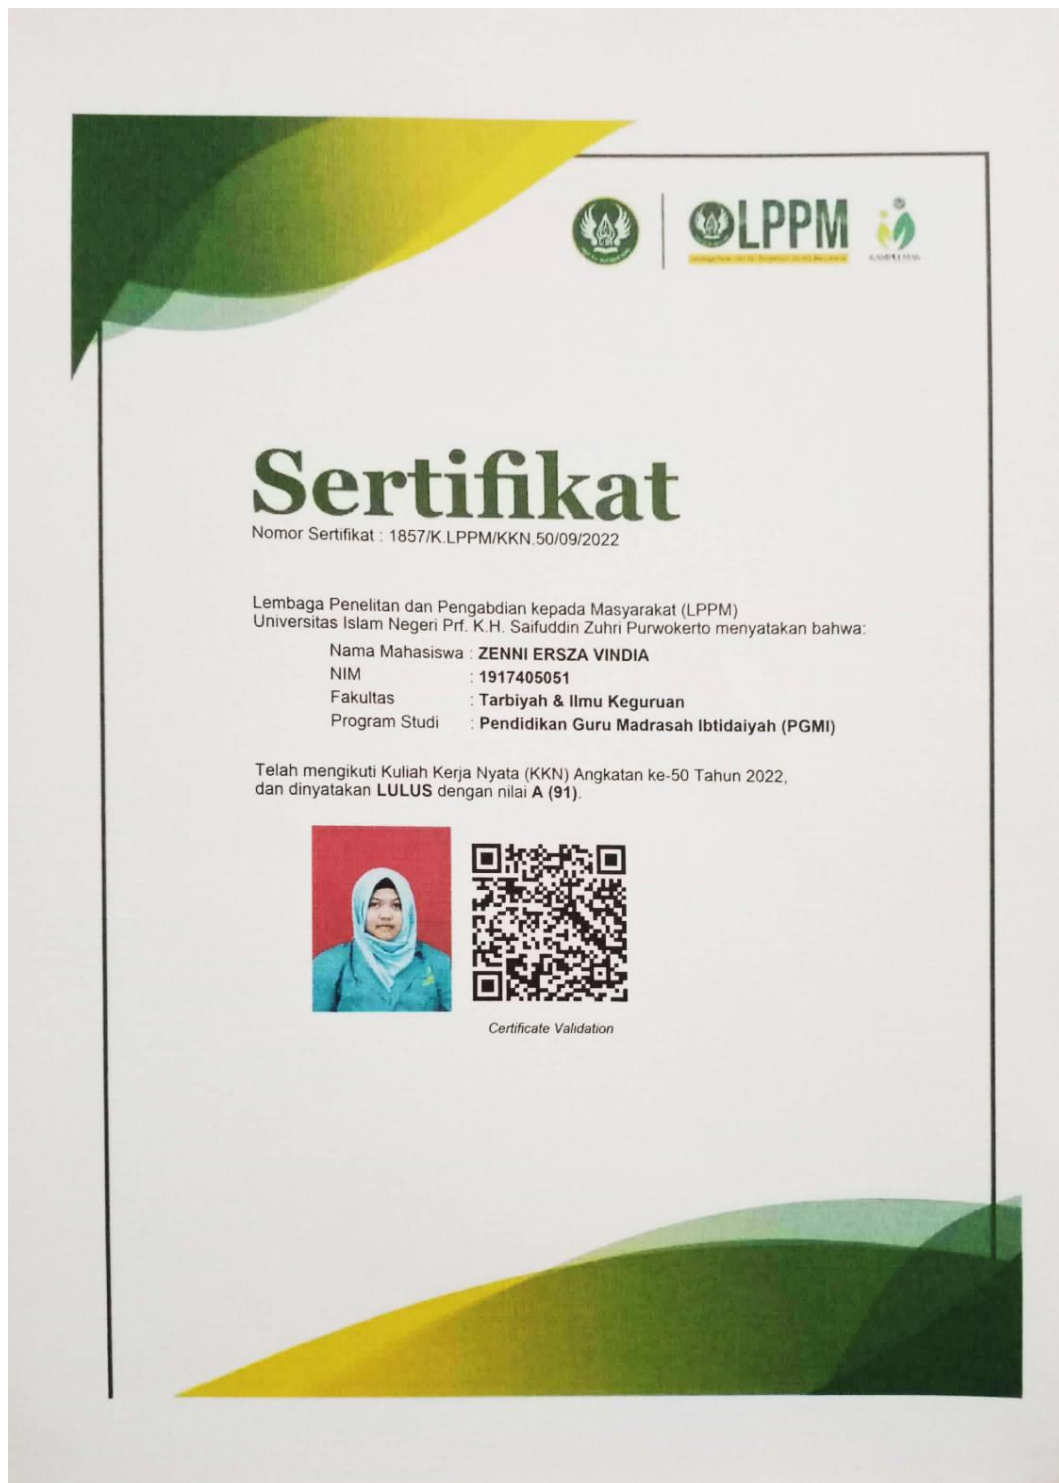 LPPM
KAMPELMAS
Sertifikat
Nomor Sertifikat : 1857/K.LPPM/KKN.50/09/2022
Lembaga Penelitan dan Pengabdian kepada Masyarakat (LPPM)
Universitas Islam Negeri Prf. K.H. Saifuddin Zuhri Purwokerto menyatakan bahwa:
Nama Mahasiswa : ZENNI ERSZA VINDIA
NIM : 1917405051
Fakultas : Tarbiyah & Ilmu Keguruan
Program Studi : Pendidikan Guru Madrasah Ibtidaiyah (PGMI)
Telah mengikuti Kuliah Kerja Nyata (KKN) Angkatan ke-50 Tahun 2022,
dan dinyatakan LULUS dengan nilai A (91).
Certificate Validation